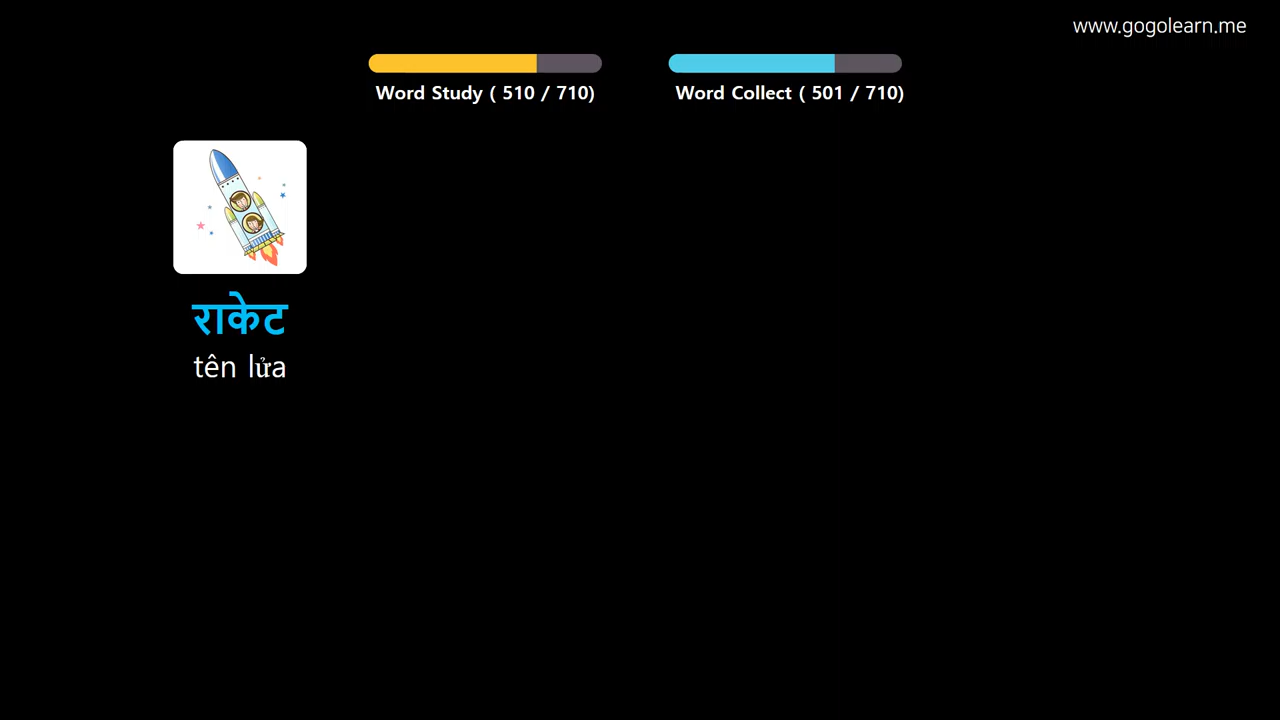 www.gogolearn.me
Word Study ( 510 / 710)
Word Collect ( 501 / 710)
राकेट
tên lửa